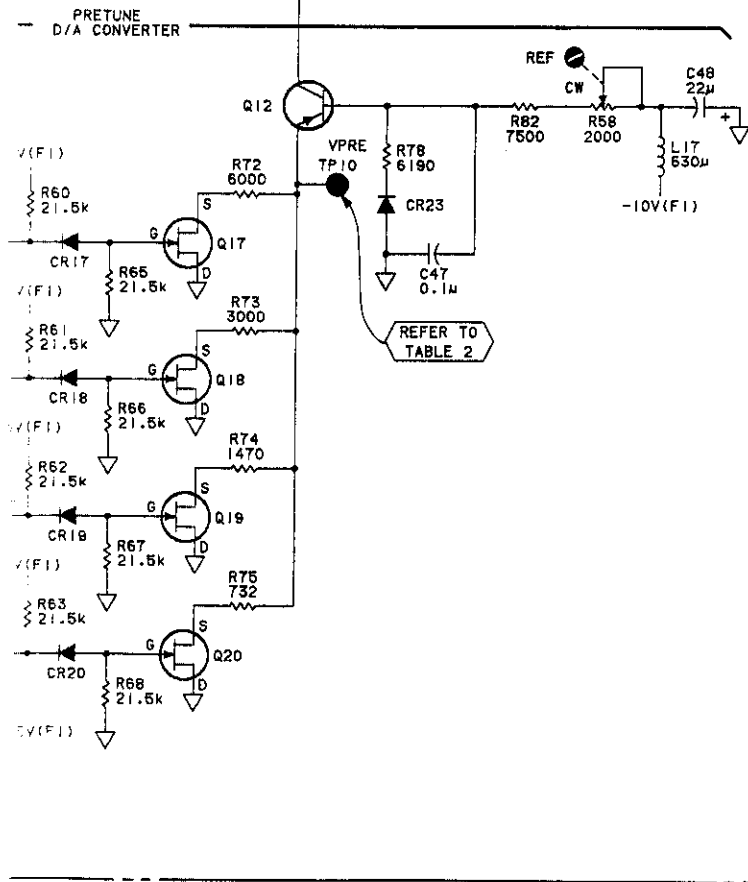 PRETUNE
D/A CONVERTER
REF
CW
C48
22µ
+
Q12
R82
7500
R58
2000
L17
630µ
-10V(F1)
VPRE
TP10
R78
6190
CR23
C47
0.1µ
REFER TO
TABLE 2
R72
6000
V(F1)
R60
21.5k
S
G
Q17
D
CR17
R65
21.5k
V(F1)
R73
3000
R61
21.5k
S
G
Q18
D
CR18
R66
21.5k
V(F1)
R74
1470
R62
21.5k
S
G
Q19
D
CR19
R67
21.5k
V(F1)
R75
732
R63
21.5k
S
G
Q20
D
CR20
R68
21.5k
5V(F1)